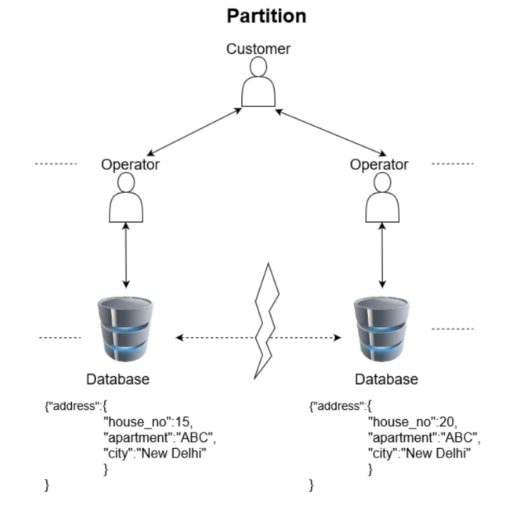 Partition
Customer
Operator
Operator
Database
Database
{"address":{
"house_no":15,
"apartment":"ABC",
"city":"New Delhi"
}
}
{"address":{
"house_no":20,
"apartment":"ABC",
"city":"New Delhi"
}
}